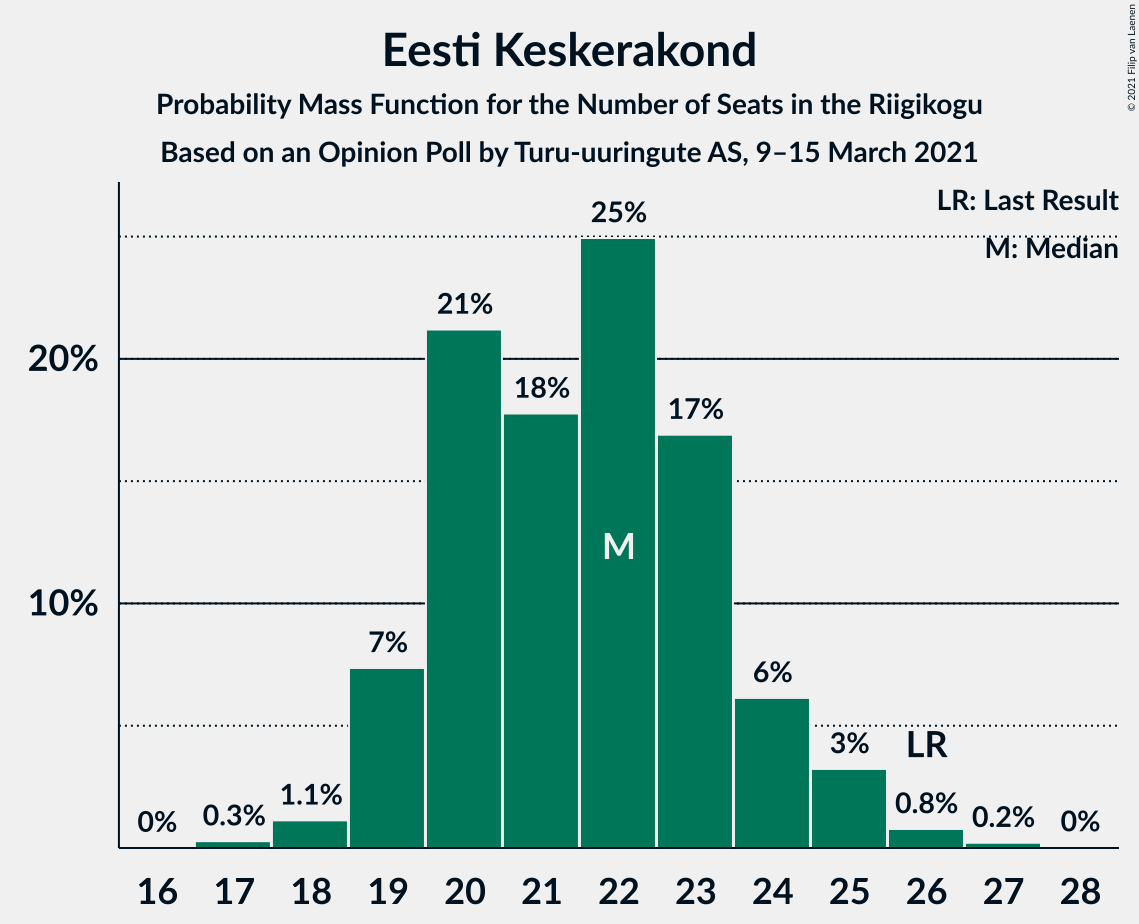 Eesti Keskerakond
Probability Mass Function for the Number of Seats in the Riigikogu
Based on an Opinion Poll by Turu-uuringute AS, 9–15 March 2021
© 2021 Filip van Laenen
LR: Last Result
M: Median
20%
10%
0%
0.3%
1.1%
7%
21%
18%
25%
17%
6%
3%
0.8%
0.2%
0%
M
LR
16 17 18 19 20 21 22 23 24 25 26 27 28